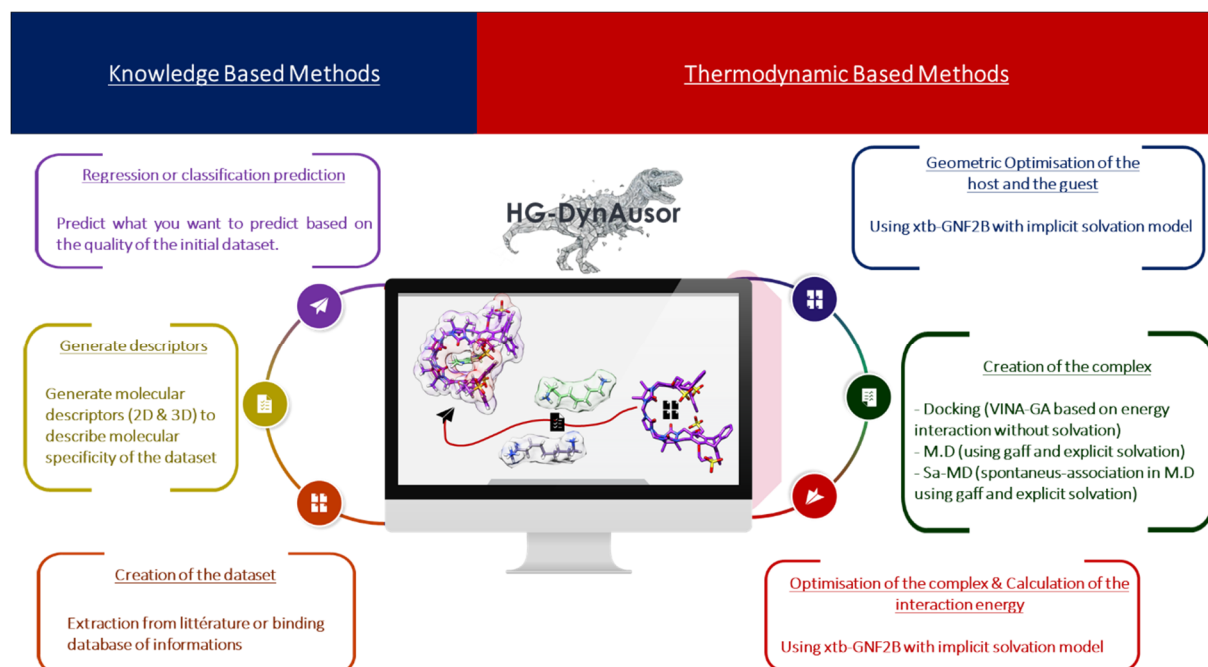 Knowledge Based Methods
Thermodynamic Based Methods
Regression or classification prediction
Predict what you want to predict based on
the quality of the initial dataset.
Generate descriptors
Generate molecular
descriptors (2D & 3D) to
describe molecular
specificity of the dataset
Creation of the dataset
Extraction from littérature or binding
database of informations
HG-DynAusor
Geometric Optimisation of the
host and the guest
Using xtb-GNF2B with implicit solvation model
Creation of the complex
- Docking (VINA-GA based on energy
interaction without solvation)
- M.D (using gaff and explicit solvation)
- Sa-MD (spontaneus-association in M.D
using gaff and explicit solvation)
Optimisation of the complex & Calculation of the
interaction energy
Using xtb-GNF2B with implicit solvation model